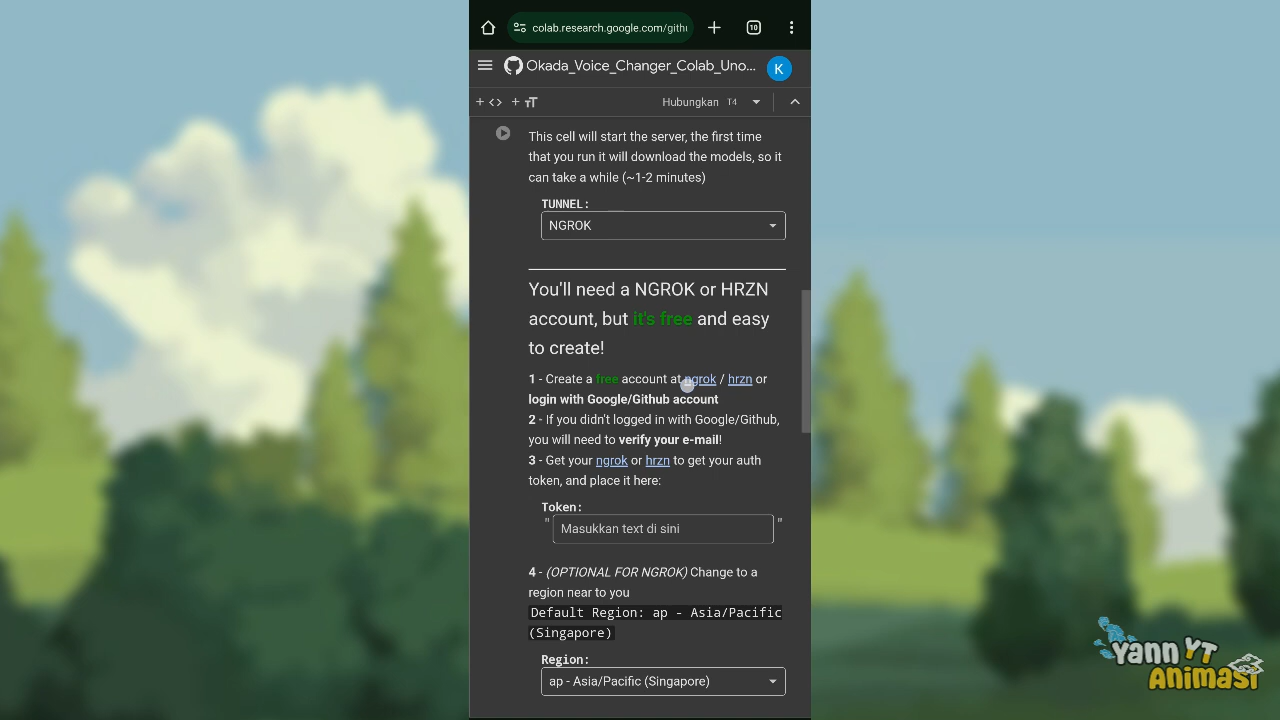 colab.research.google.com/gith
10
Okada_Voice_Changer_Colab_Uno...
K
+ <> + TT
Hubungkan T4
This cell will start the server, the first time
that you run it will download the models, so it
can take a while (~1-2 minutes)
TUNNEL:
NGROK
You'll need a NGROK or HRZN
account, but it's free and easy
to create!
1 - Create a free account at ngrok / hrzn or
login with Google/Github account
2 - If you didn't logged in with Google/Github,
you will need to verify your e-mail!
3 - Get your ngrok or hrzn to get your auth
token, and place it here:
Token:
" Masukkan text di sini "
4 - (OPTIONAL FOR NGROK) Change to a
region near to you
Default Region: ap - Asia/Pacific
(Singapore)
Region:
ap - Asia/Pacific (Singapore)
Yann YT
Animasi